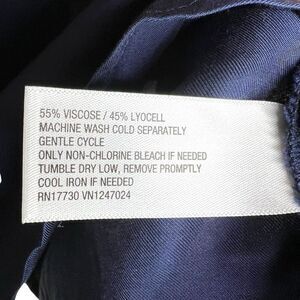 55% VISCOSE / 45% LYOCELL
MACHINE WASH COLD SEPARATELY
GENTLE CYCLE
ONLY NON-CHLORINE BLEACH IF NEEDED
TUMBLE DRY LOW, REMOVE PROMPTLY
COOL IRON IF NEEDED
RN17730 VN1247024